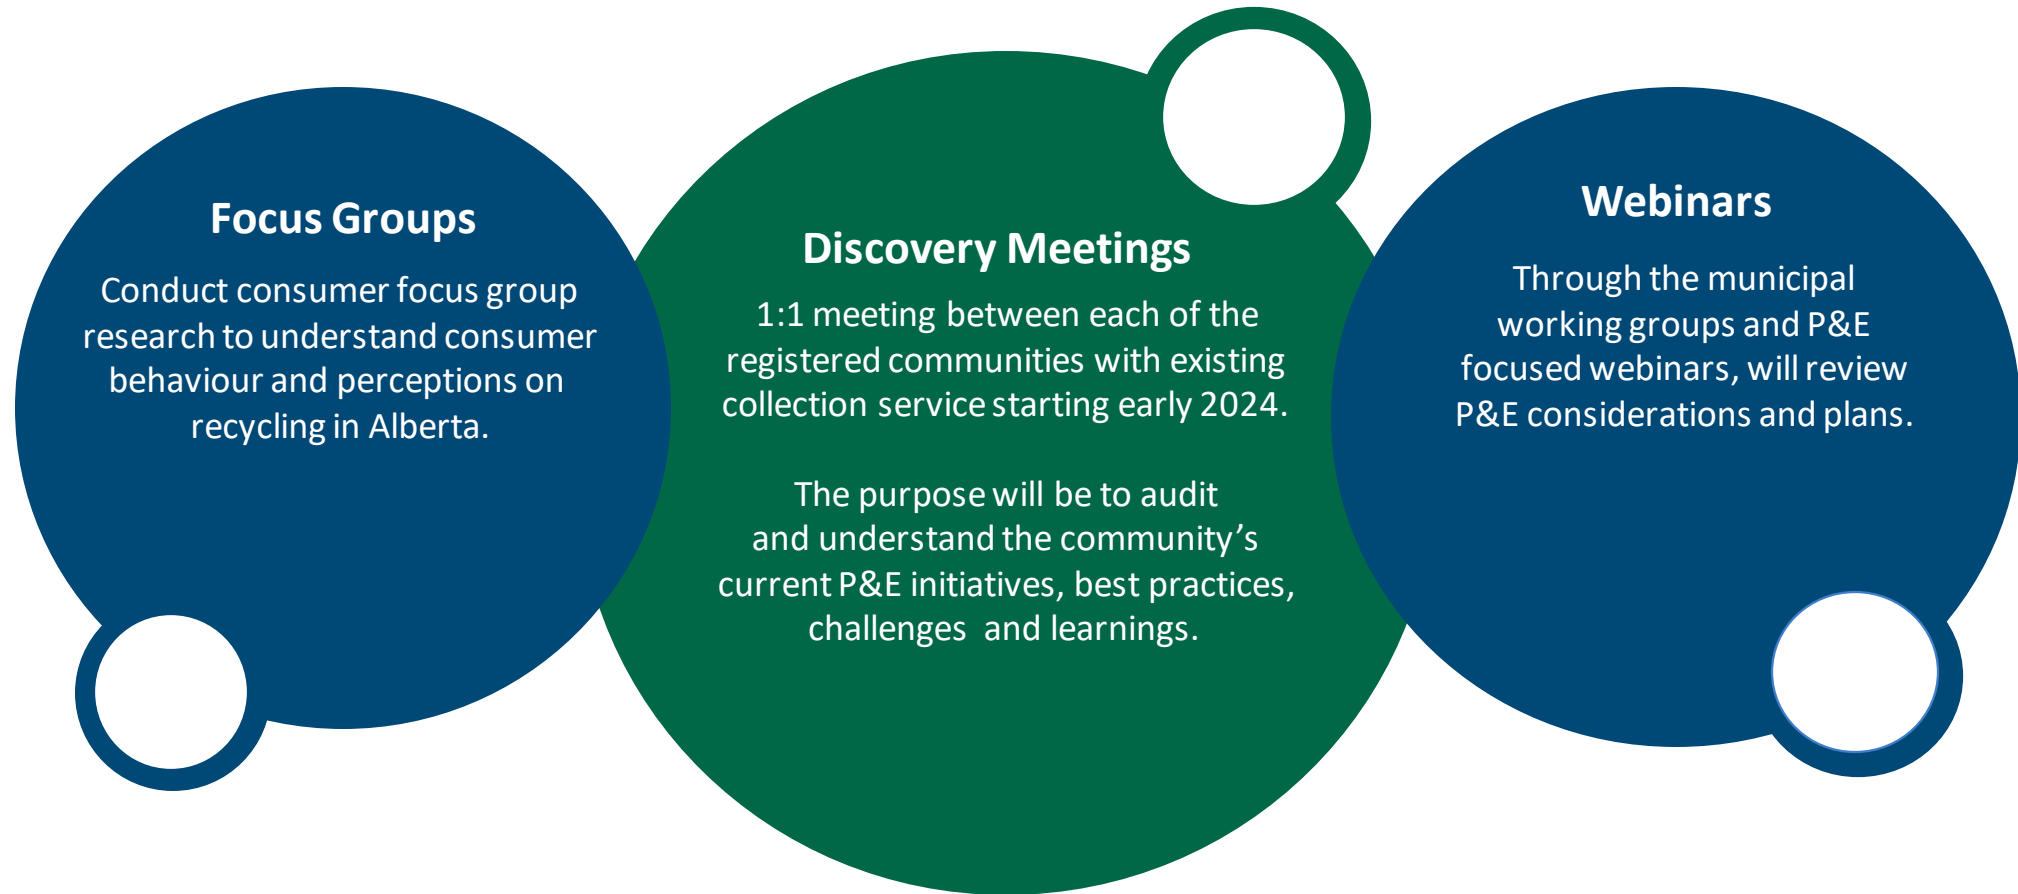 Focus Groups
Conduct consumer focus group
research to understand consumer
behaviour and perceptions on
recycling in Alberta.
Discovery Meetings
1:1 meeting between each of the
registered communities with existing
collection service starting early 2024.
The purpose will be to audit
and understand the community’s
current P&E initiatives, best practices,
challenges and learnings.
Webinars
Through the municipal
working groups and P&E
focused webinars, will review
P&E considerations and plans.